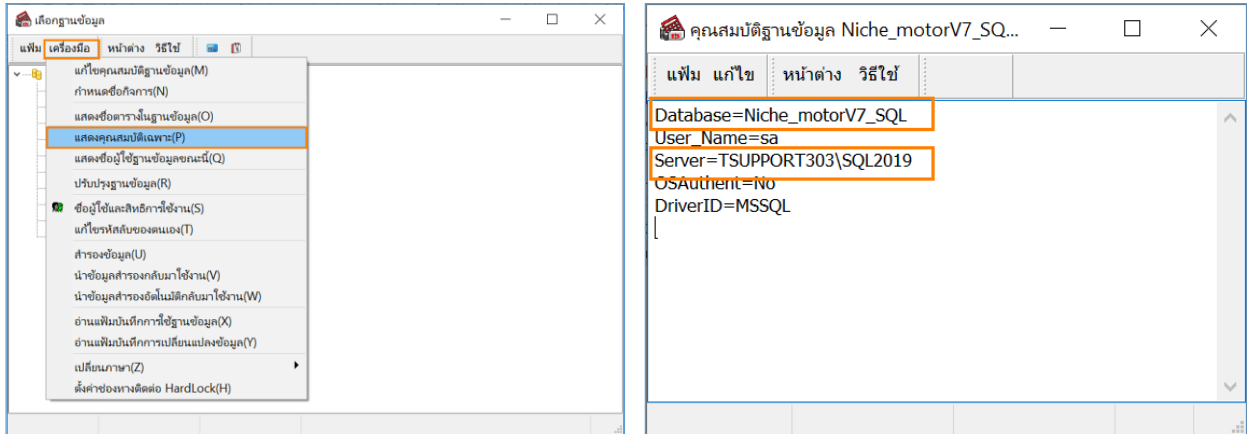 เลือกฐานข้อมูล
แฟ้ม เครื่องมือ หน้าต่าง วิธีใช้
แก้ไขคุณสมบัติฐานข้อมูล(M)
กำหนดชื่อกิจการ(N)
แสดงชื่อตารางในฐานข้อมูล(O)
แสดงคุณสมบัติเฉพาะ(P)
แสดงชื่อผู้ใช้ฐานข้อมูลขณะนี้(Q)
ปรับปรุงฐานข้อมูล(R)
ชื่อผู้ใช้และสิทธิการใช้งาน(S)
แก้ไขรหัสลับของตนเอง(T)
สำรองข้อมูล(U)
นำข้อมูลสำรองกลับมาใช้งาน(V)
นำข้อมูลสำรองอัตโนมัติกลับมาใช้งาน(W)
อ่านแฟ้มบันทึกการใช้ฐานข้อมูล(X)
อ่านแฟ้มบันทึกการเปลี่ยนแปลงข้อมูล(Y)
เปลี่ยนภาษา(Z)
ตั้งค่าช่องทางติดต่อ HardLock(H)
คุณสมบัติฐานข้อมูล Niche_motorV7_SQ...
แฟ้ม แก้ไข หน้าต่าง วิธีใช้
Database=Niche_motorV7_SQL
User_Name=sa
Server=TSUPPORT303\SQL2019
OSAuthent=No
DriverID=MSSQL